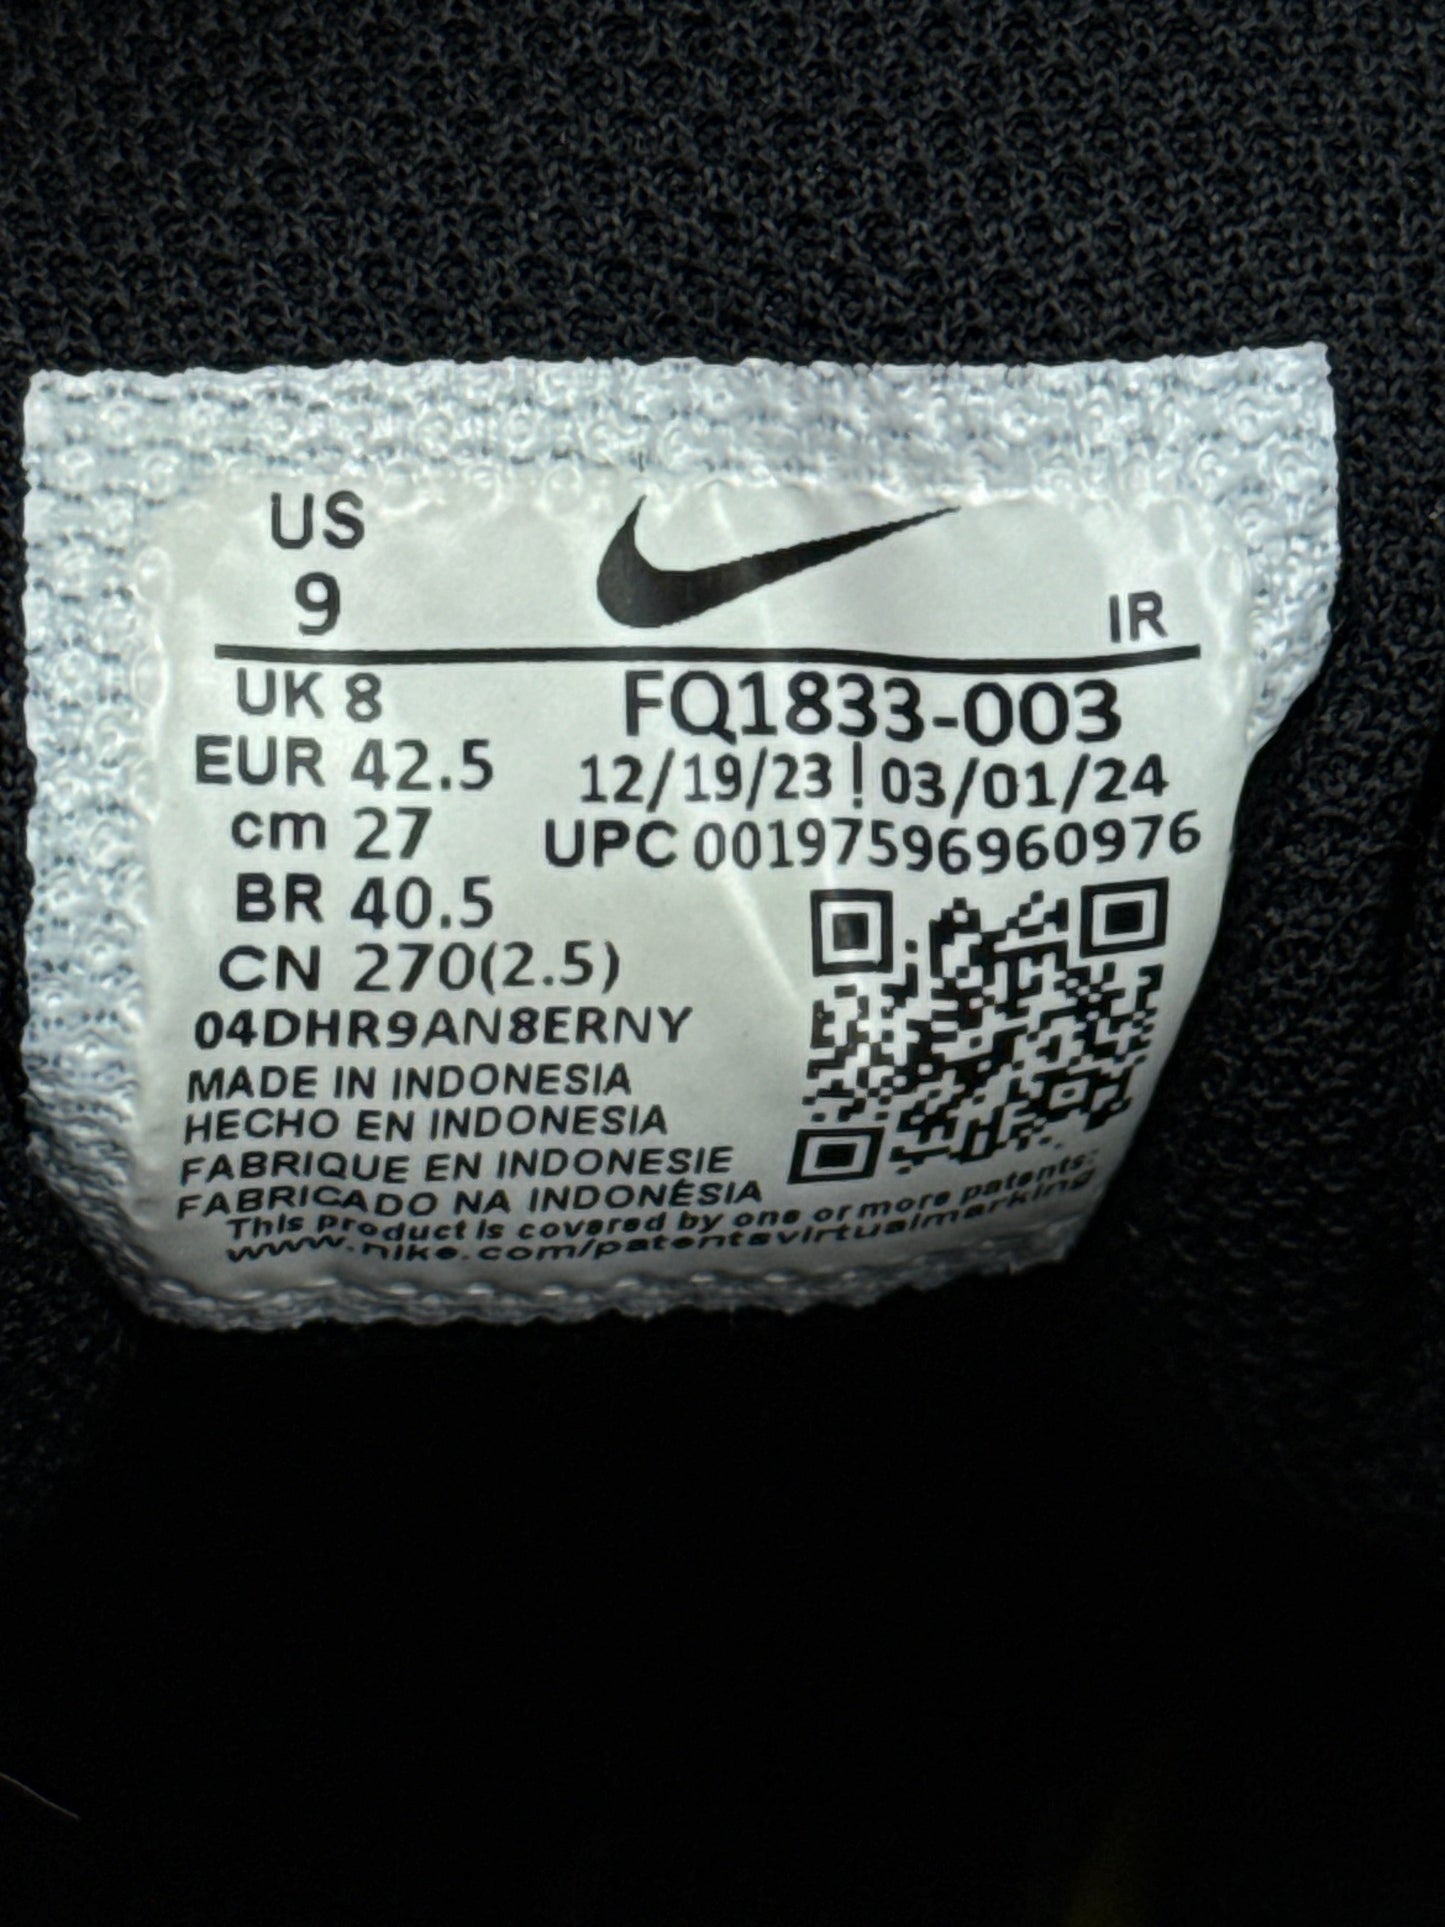 US
9
IR
UK 8
FQ1833-003
EUR 42.5
12/19/23 ! 03/01/24
cm 27
UPC 00197596960976
BR 40.5
CN 270(2.5)
04DHR9AN8ERNY
MADE IN INDONESIA
HECHO EN INDONESIA
FABRIQUE EN INDONESIE
FABRICADO NA INDONÉSIA
This product is covered by one or more patents:
www.nike.com/patentsvirtualmarking